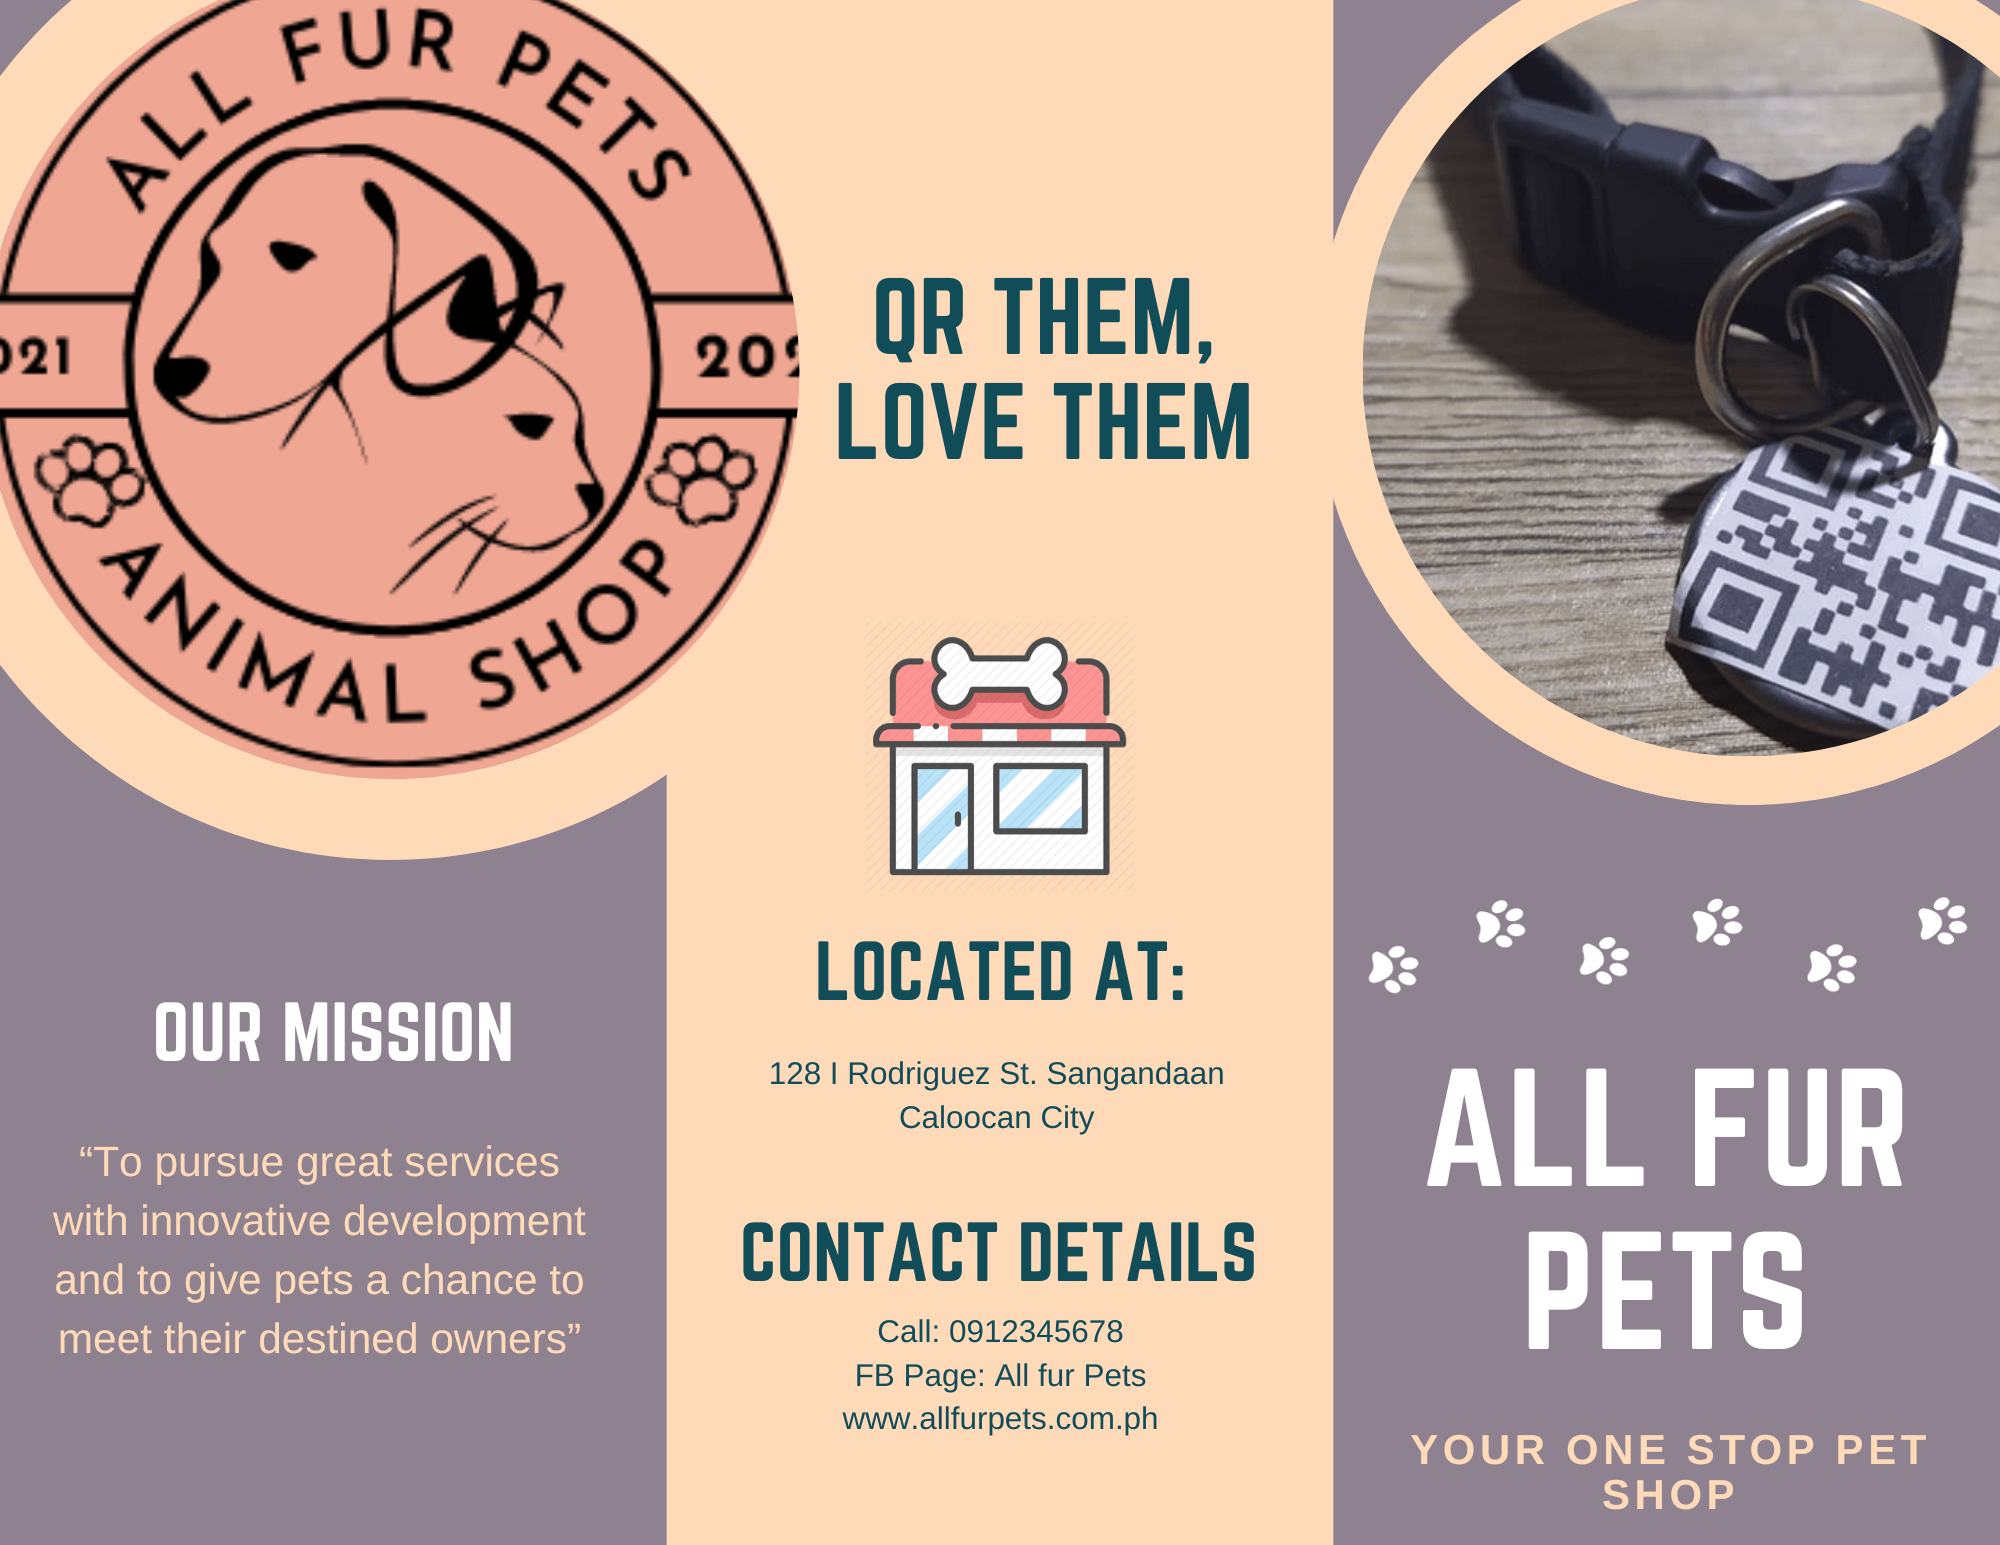 ALL FUR PETS
021
202
ANIMAL SHOP
OUR MISSION
“To pursue great services
with innovative development
and to give pets a chance to
meet their destined owners”
QR THEM,
LOVE THEM
LOCATED AT:
128 I Rodriguez St. Sangandaan
Caloocan City
CONTACT DETAILS
Call: 0912345678
FB Page: All fur Pets
www.allfurpets.com.ph
ALL FUR
PETS
YOUR ONE STOP PET
SHOP